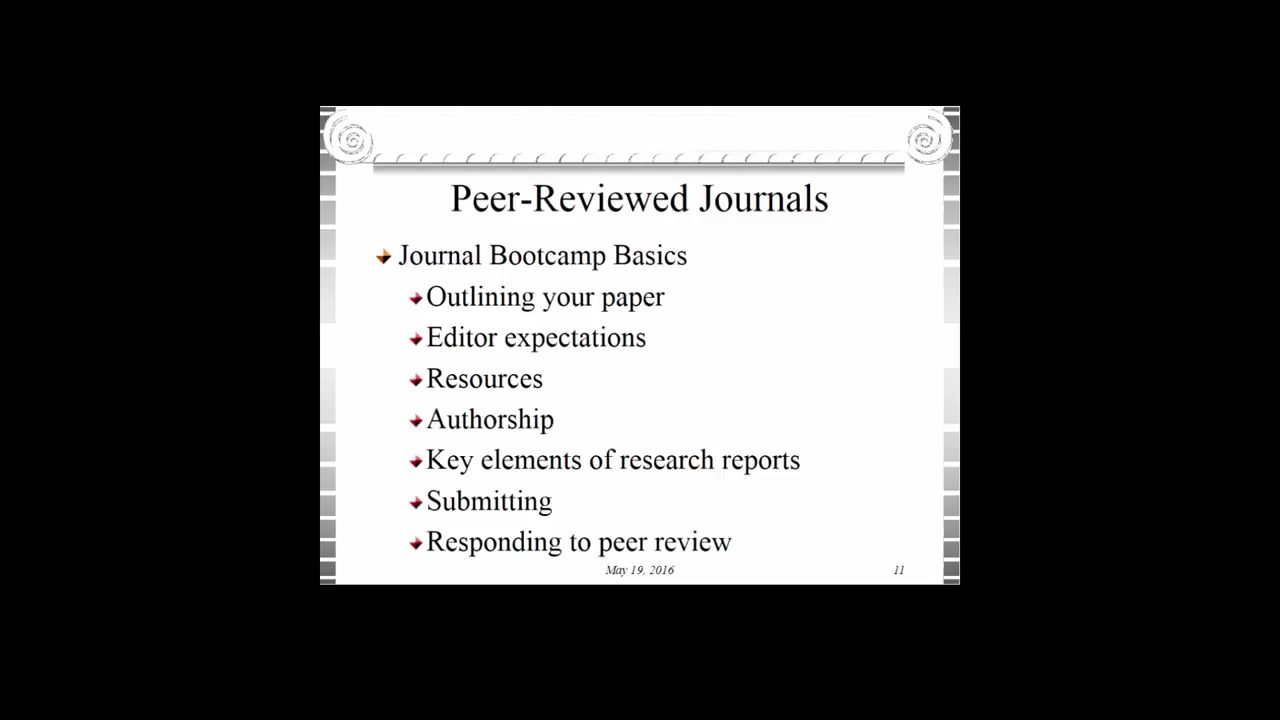 Peer-Reviewed Journals
Journal Bootcamp Basics
Outlining your paper
Editor expectations
Resources
Authorship
Key elements of research reports
Submitting
Responding to peer review
May 19, 2016
11